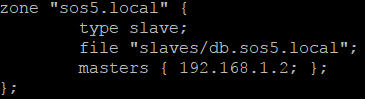 zone "sos5.local" {
        type slave;
        file "slaves/db.sos5.local";
        masters { 192.168.1.2; };
};